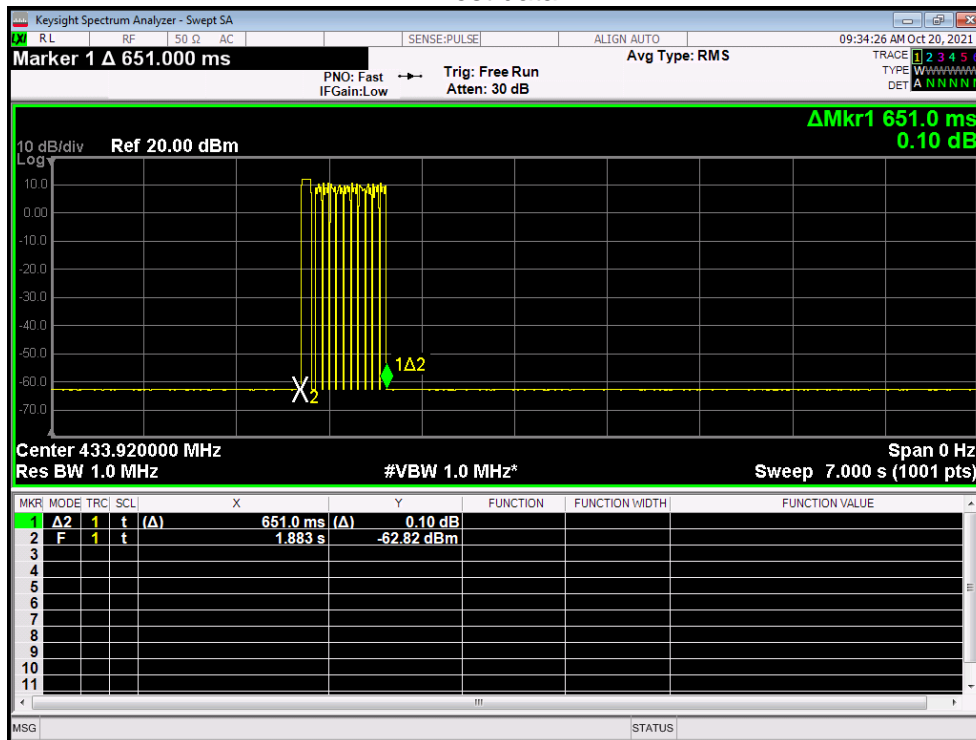 Keysight Spectrum Analyzer - Swept SA
LXI RL RF 50 Ω AC SENSE:PULSE ALIGN AUTO 09:34:26 AM Oct 20, 2021
Marker 1 Δ 651.000 ms
PNO: Fast
IFGain:Low
Trig: Free Run
Atten: 30 dB
Avg Type: RMS
TRACE 1 2 3 4 5 6
TYPE WWWWWW
DET A N N N N
ΔMkr1 651.0 ms
0.10 dB
10 dB/div Ref 20.00 dBm
Log
10.0
0.00
-10.0
-20.0
-30.0
-40.0
-50.0
-60.0
-70.0
1Δ2
X2
Center 433.920000 MHz Span 0 Hz
Res BW 1.0 MHz #VBW 1.0 MHz* Sweep 7.000 s (1001 pts)
MKR MODE TRC SCL X Y FUNCTION FUNCTION WIDTH FUNCTION VALUE
1 Δ2 1 t (Δ) 651.0 ms (Δ) 0.10 dB
2 F 1 t 1.883 s -62.82 dBm
3
4
5
6
7
8
9
10
11
MSG STATUS